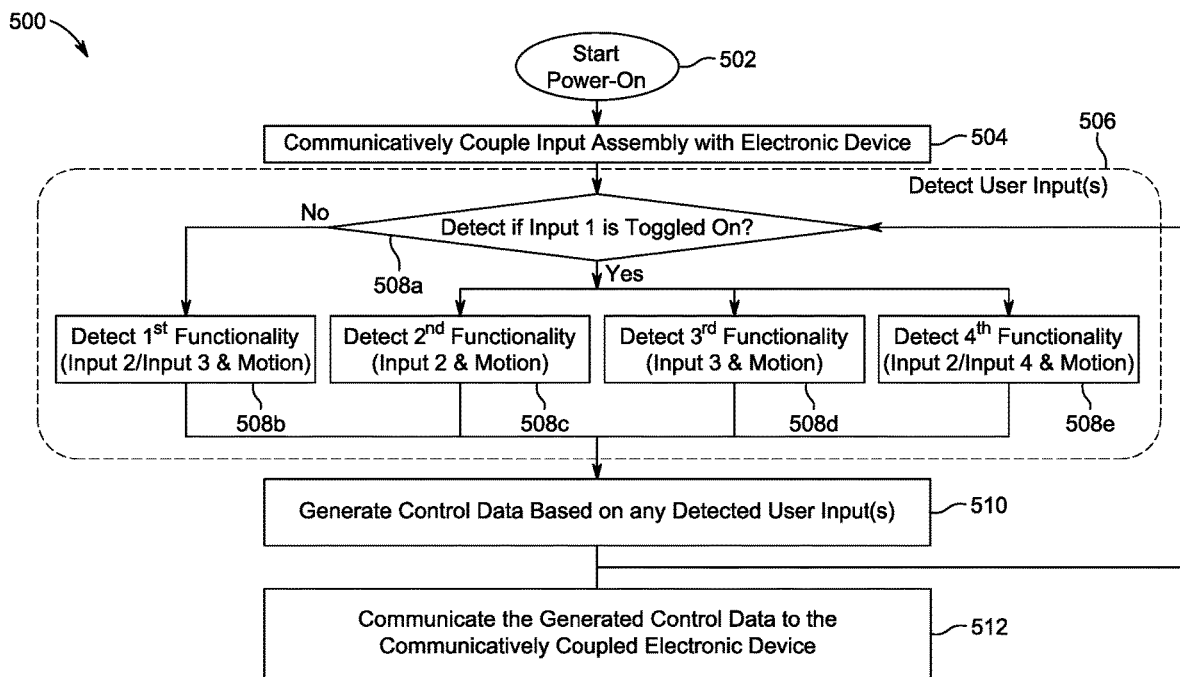 500
Start
Power-On
502
Communicatively Couple Input Assembly with Electronic Device
504
506
Detect User Input(s)
No
Detect if Input 1 is Toggled On?
508a
Yes
Detect 1st Functionality
(Input 2/Input 3 & Motion)
508b
Detect 2nd Functionality
(Input 2 & Motion)
508c
Detect 3rd Functionality
(Input 3 & Motion)
508d
Detect 4th Functionality
(Input 2/Input 4 & Motion)
508e
Generate Control Data Based on any Detected User Input(s)
510
Communicate the Generated Control Data to the
Communicatively Coupled Electronic Device
512